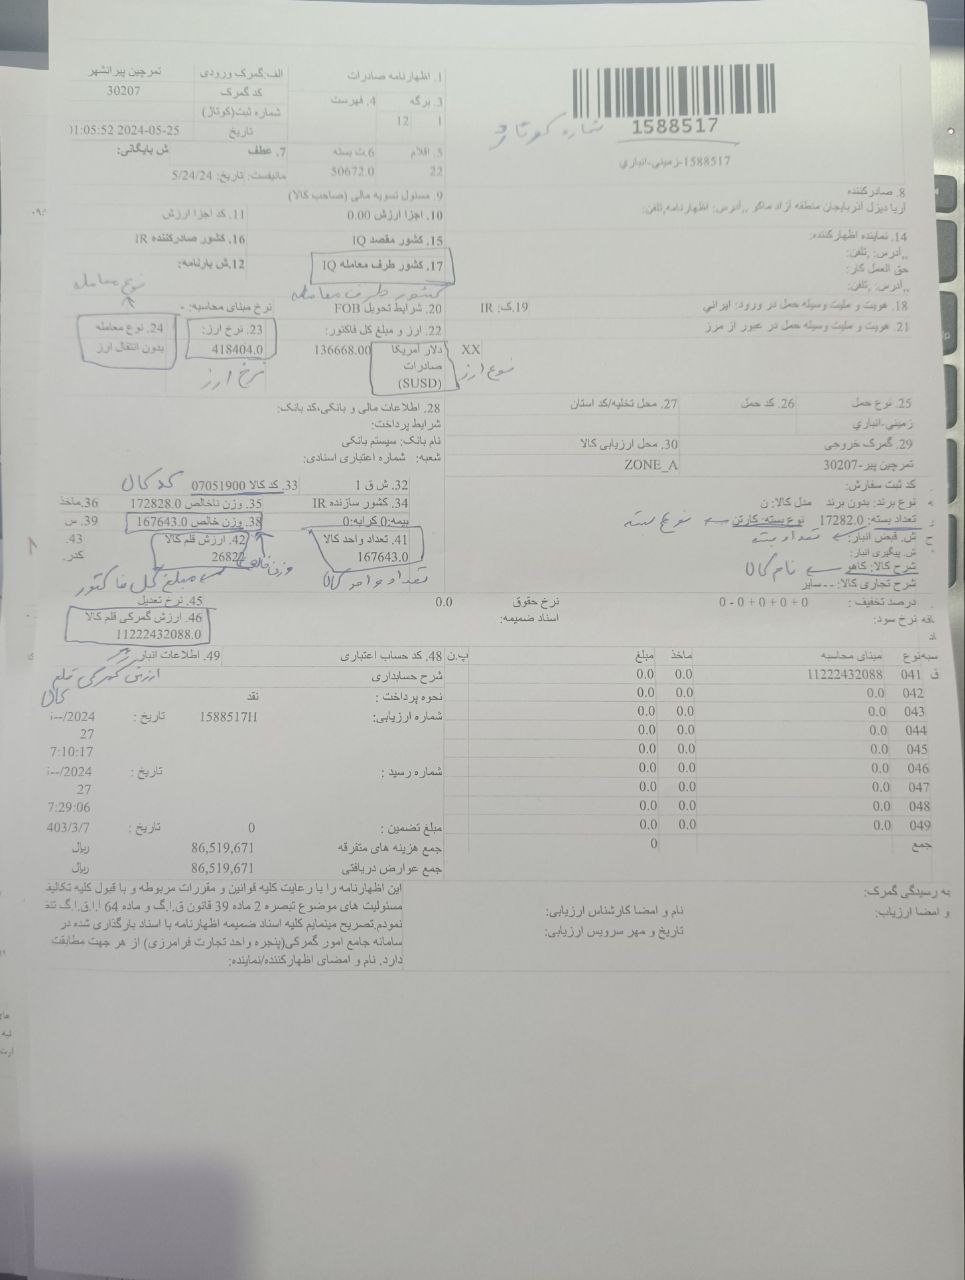 1588517
شماره کوتاژ
1588517-زميني-انباري
1. اظهارنامه صادرات
الف.گمرک ورودی
تمرچین پیرانشهر
کد گمرک
30207
3. برگه
4. فهرست
1
12
شماره ثبت(کوتاژ)
تاریخ
2024-05-25
1:05:52
5. اقلام
6.ت بسته
22
50672.0
7. عطف
ش بایگانی:
مانیفست:
تاریخ: 5/24/24
8. صادرکننده
آریا دیزل آذربایجان منطقه آزاد ماکو ,,آدرس: اظهارنامه,تلفن:
9. مسئول تسویه مالی (صاحب کالا)
10. اجزا ارزش 0.00
11. کد اجزا ارزش
14. نماینده اظهارکننده:
,,آدرس: ,تلفن:
حق العمل کار:
,,آدرس: ,تلفن:
15. کشور مقصد IQ
16. کشور صادرکننده IR
17. کشور طرف معامله IQ
12.ش بارنامه:
کشور طرف معامله
نوع معامله
18. هویت و ملیت وسیله حمل در ورود: ایرانی
19.ک: IR
20. شرایط تحویل FOB
نرخ مبنای محاسبه: -
21. هویت و ملیت وسیله حمل در عبور از مرز
22. ارز و مبلغ کل فاکتور:
23. نرخ ارز:
24. نوع معامله
XX
دلار آمریکا
صادرات
(SUSD)
136668.00
418404.0
بدون انتقال ارز
نوع ارز
نرخ ارز
25. نوع حمل
26. کد حمل
27. محل تخلیه/کد استان
زميني-انباري
28. اطلاعات مالی و بانکی،کد بانک:
شرایط پرداخت:
نام بانک: سیستم بانکی
شعبه: شماره اعتباری اسنادی:
29. گمرک خروجی
30. محل ارزیابی کالا
تمرچین پیر-30207
ZONE_A
کد ثبت سفارش:
32. ش ق 1
33. کد کالا 07051900
کد کالا
نوع برند: بدون برند مدل کالا: ن
34. کشور سازنده IR
35. وزن ناخالص 172828.0
36.ماخذ
تعداد بسته: 17282.0 نوع بسته: کارتن
نوع بسته
بیمه:0 کرایه:0
38. وزن خالص 167643.0
39. س
ش. قبض انبار:
تعداد بسته
41. تعداد واحد کالا
167643.0
42. ارزش قلم کالا
2682
43.
کدر.
ش. پیگیری انبار:
شرح کالا: کاهو
نام کالا
تعداد واحد کالا
وزن خالص
مبلغ کل فاکتور
شرح تجاری کالا: --سایر
درصد تخفیف : 0+0+0+0 - 0
نرخ حقوق
0.0
45. نرخ تعدیل
افه نرخ سود:
اسناد ضمیمه:
46. ارزش گمرکی قلم کالا
11222432088.0
ارزش گمرکی قلم کالا
نوع
مبنای محاسبه
ماخذ
مبلغ
پ.ن
48. کد حساب اعتباری
49. اطلاعات انبار
041 11222432088 0.0 0.0
شرح حسابداری
042 0.0 0.0 0.0
نحوه پرداخت :
نقد
043 0.0 0.0 0.0
شماره ارزیابی:
1588517H
تاریخ :
--/2024
27
7:10:17
044 0.0 0.0 0.0
045 0.0 0.0 0.0
046 0.0 0.0 0.0
شماره رسید :
تاریخ :
--/2024
27
7:29:06
047 0.0 0.0 0.0
048 0.0 0.0 0.0
049 0.0 0.0 0.0
مبلغ تضمین :
0
تاریخ :
403/3/7
جمع
0
جمع هزینه های متفرقه
86,519,671
ریال
جمع عوارض دریافتی
86,519,671
ریال
به رسیدگی گمرک:
و امضا ارزیاب:
نام و امضا کارشناس ارزیابی:
تاریخ و مهر سرویس ارزیابی:
این اظهارنامه را با رعایت کلیه قوانین و مقررات مربوطه و با قبول کلیه تکالیف
مسئولیت های موضوع تبصره 2 ماده 39 قانون ق.ا.گ و ماده 64 آ.ا.ق.ا.گ تنظ
نمودم.تصریح مینمایم کلیه اسناد ضمیمه اظهارنامه با اسناد بارگذاری شده در
سامانه جامع امور گمرکی(پنجره واحد تجارت فرامرزی) از هر جهت مطابقت
دارد. نام و امضای اظهارکننده/نماینده: